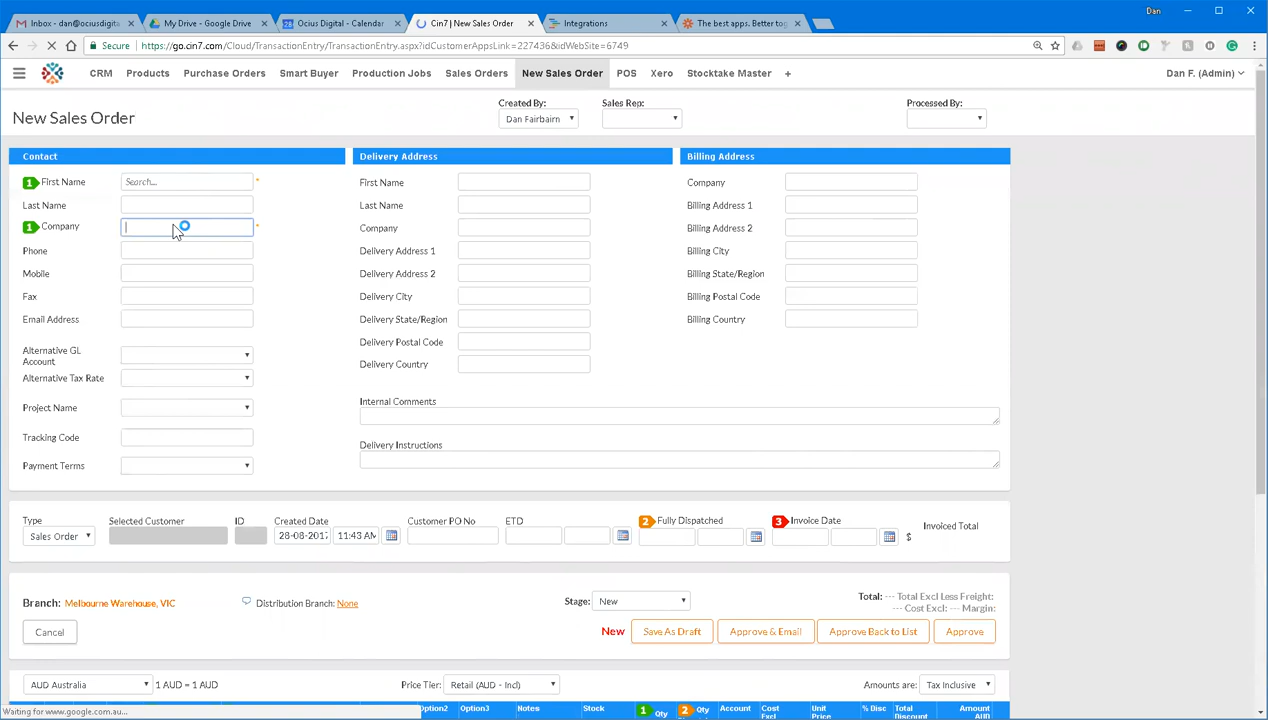 Dan
Inbox - dan@ociusdigita
My Drive - Google Drive
Ocius Digital - Calendar
Cin7 | New Sales Order
Integrations
The best apps. Better tog
Secure
https://go.cin7.com/Cloud/TransactionEntry/TransactionEntry.aspx?idCustomerAppsLink=227436&idWebSite=6749
CRM Products Purchase Orders Smart Buyer Production Jobs Sales Orders New Sales Order POS Xero Stocktake Master + Dan F. (Admin)
Created By: Sales Rep: Processed By:
New Sales Order
Dan Fairbairn
Contact Delivery Address Billing Address
1 First Name Search... * First Name Company
Last Name Last Name Billing Address 1
1 Company * Company Billing Address 2
Phone Delivery Address 1 Billing City
Mobile Delivery Address 2 Billing State/Region
Fax Delivery City Billing Postal Code
Email Address Delivery State/Region Billing Country
Delivery Postal Code
Alternative GL
Account
Delivery Country
Alternative Tax Rate
Internal Comments
Project Name
Tracking Code
Delivery Instructions
Payment Terms
Type Selected Customer ID Created Date Customer PO No ETD 2 Fully Dispatched 3 Invoice Date Invoiced Total
Sales Order 28-08-2017 11:43 AM $
Branch: Melbourne Warehouse, VIC Distribution Branch: None Stage: New Total: --- Total Excl Less Freight:
--- Cost Excl: --- Margin:
Cancel New Save As Draft Approve & Email Approve Back to List Approve
AUD Australia 1 AUD = 1 AUD Price Tier: Retail (AUD - Incl) Amounts are: Tax Inclusive
Option2 Option3 Notes Stock 1 Qty 2 Qty Account Cost Excl Unit Price % Disc Total Discount Amount AUD
Waiting for www.google.com.au...